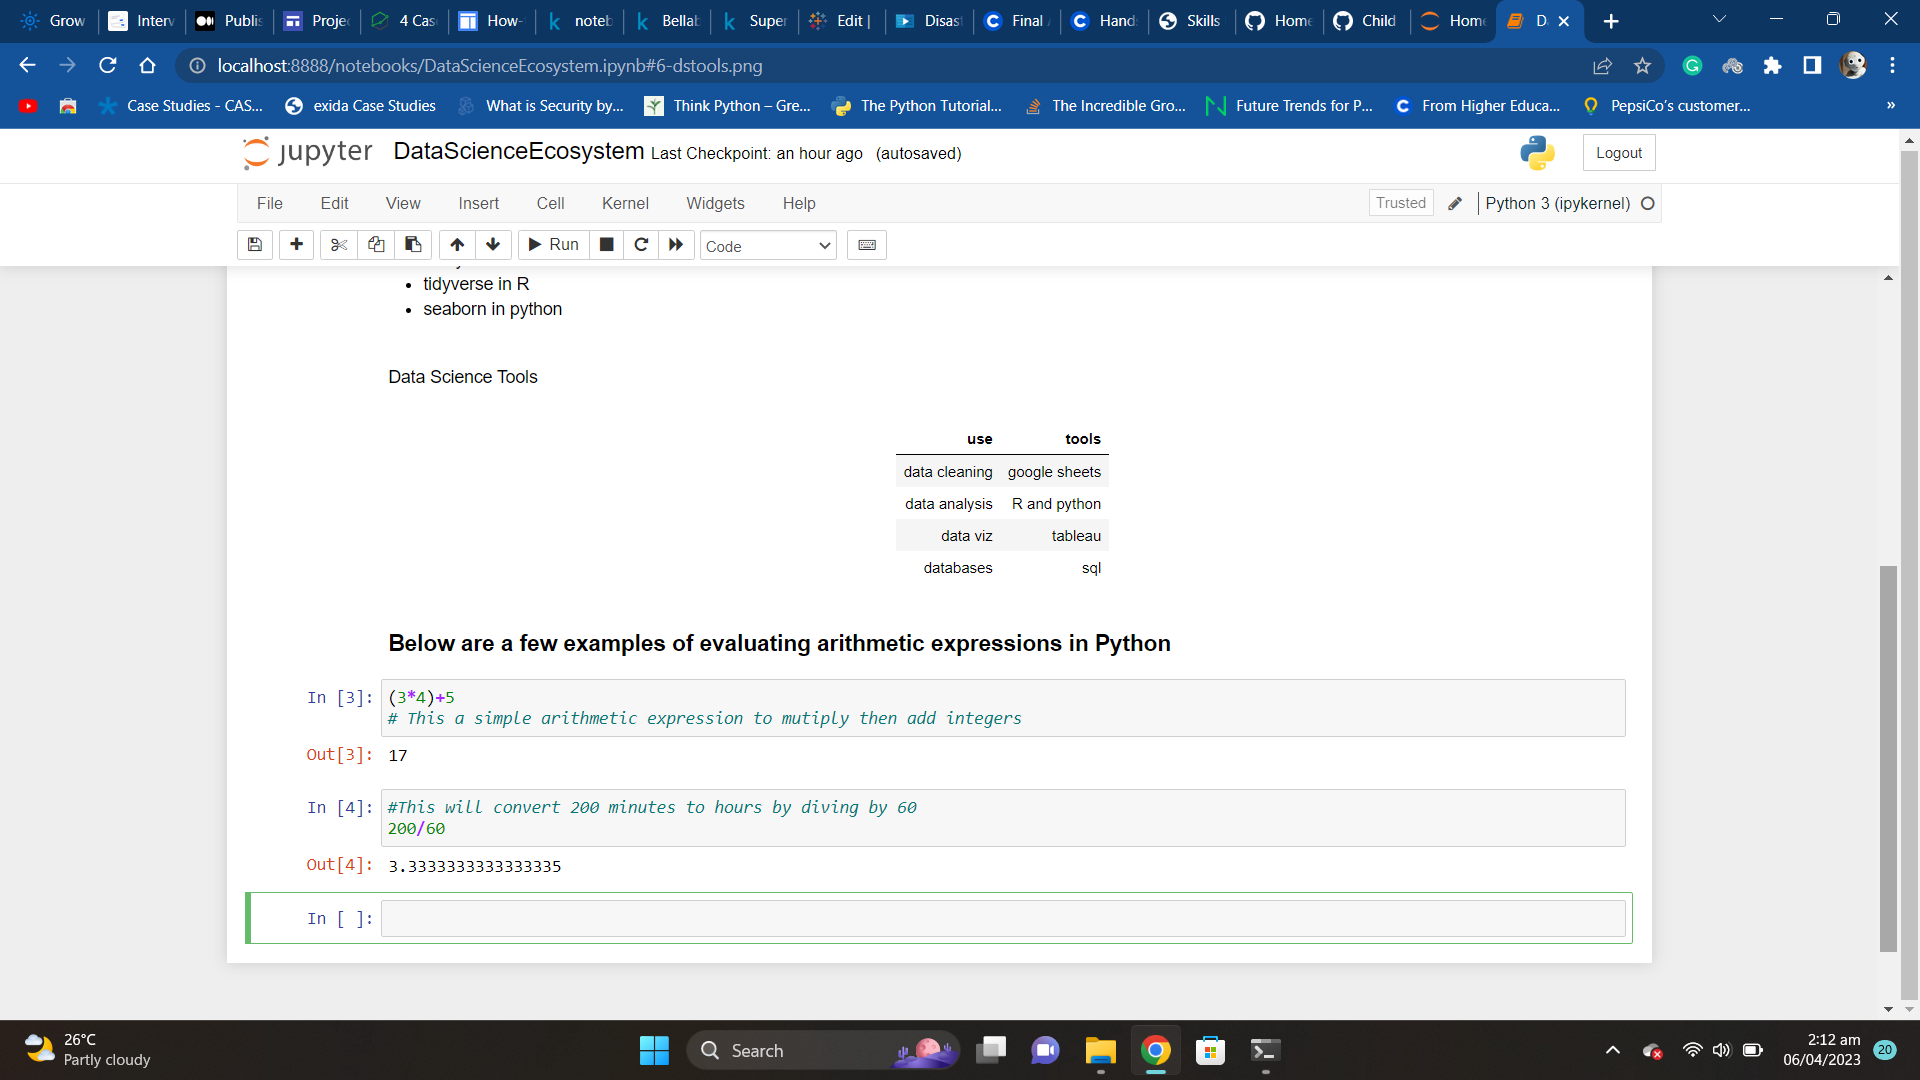 Grow
Interv
Publis
Projec
4 Cas
How-
noteb
Bellab
Super
Edit |
Disast
Final
Hand
Skills
Home
Child
Home
D
localhost:8888/notebooks/DataScienceEcosystem.ipynb#6-dstools.png
Case Studies - CAS...
exida Case Studies
What is Security by...
Think Python – Gre...
The Python Tutorial...
The Incredible Gro...
Future Trends for P...
From Higher Educa...
PepsiCo's customer...
»
jupyter DataScienceEcosystem Last Checkpoint: an hour ago (autosaved)
Logout
File Edit View Insert Cell Kernel Widgets Help
Trusted
Python 3 (ipykernel)
Run
Code
• tidyverse in R
• seaborn in python
Data Science Tools
use tools
data cleaning google sheets
data analysis R and python
data viz tableau
databases sql
Below are a few examples of evaluating arithmetic expressions in Python
In [3]: (3*4)+5
# This a simple arithmetic expression to mutiply then add integers
Out[3]: 17
In [4]: #This will convert 200 minutes to hours by diving by 60
200/60
Out[4]: 3.3333333333333335
In [ ]:
26°C
Partly cloudy
Search
2:12 am
06/04/2023
20